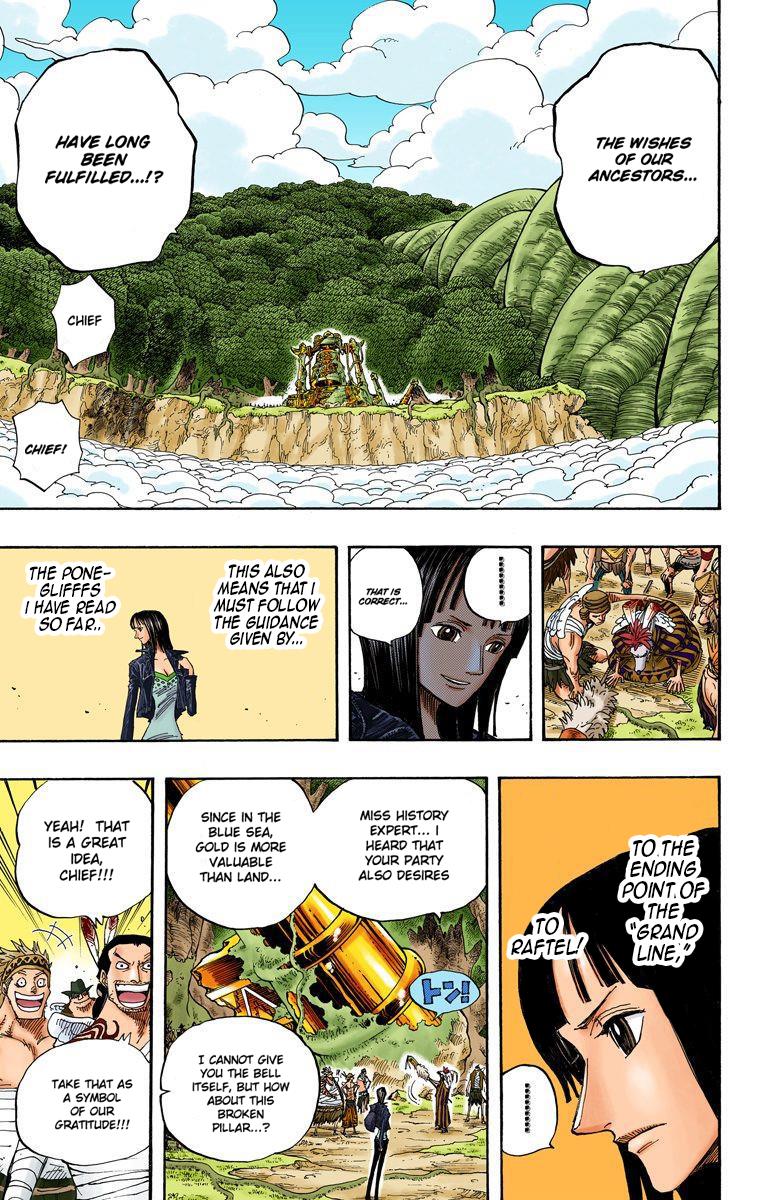 THE WISHES
OF OUR
ANCESTORS...
HAVE LONG
BEEN
FULFILLED...!?
CHIEF
CHIEF!
THAT IS
CORRECT...
THIS ALSO
MEANS THAT I
MUST FOLLOW
THE GUIDANCE
GIVEN BY...
THE PONE-
GLIFFFS
I HAVE READ
SO FAR..
TO THE
ENDING
POINT OF
THE
"GRAND
LINE,"
TO
RAFTEL!
MISS HISTORY
EXPERT... I
HEARD THAT
YOUR PARTY
ALSO DESIRES
SINCE IN THE
BLUE SEA,
GOLD IS MORE
VALUABLE
THAN LAND...
トン!
I CANNOT GIVE
YOU THE BELL
ITSELF, BUT HOW
ABOUT THIS
BROKEN
PILLAR...?
YEAH! THAT
IS A GREAT
IDEA,
CHIEF!!!
TAKE THAT AS
A SYMBOL
OF OUR
GRATITUDE!!!